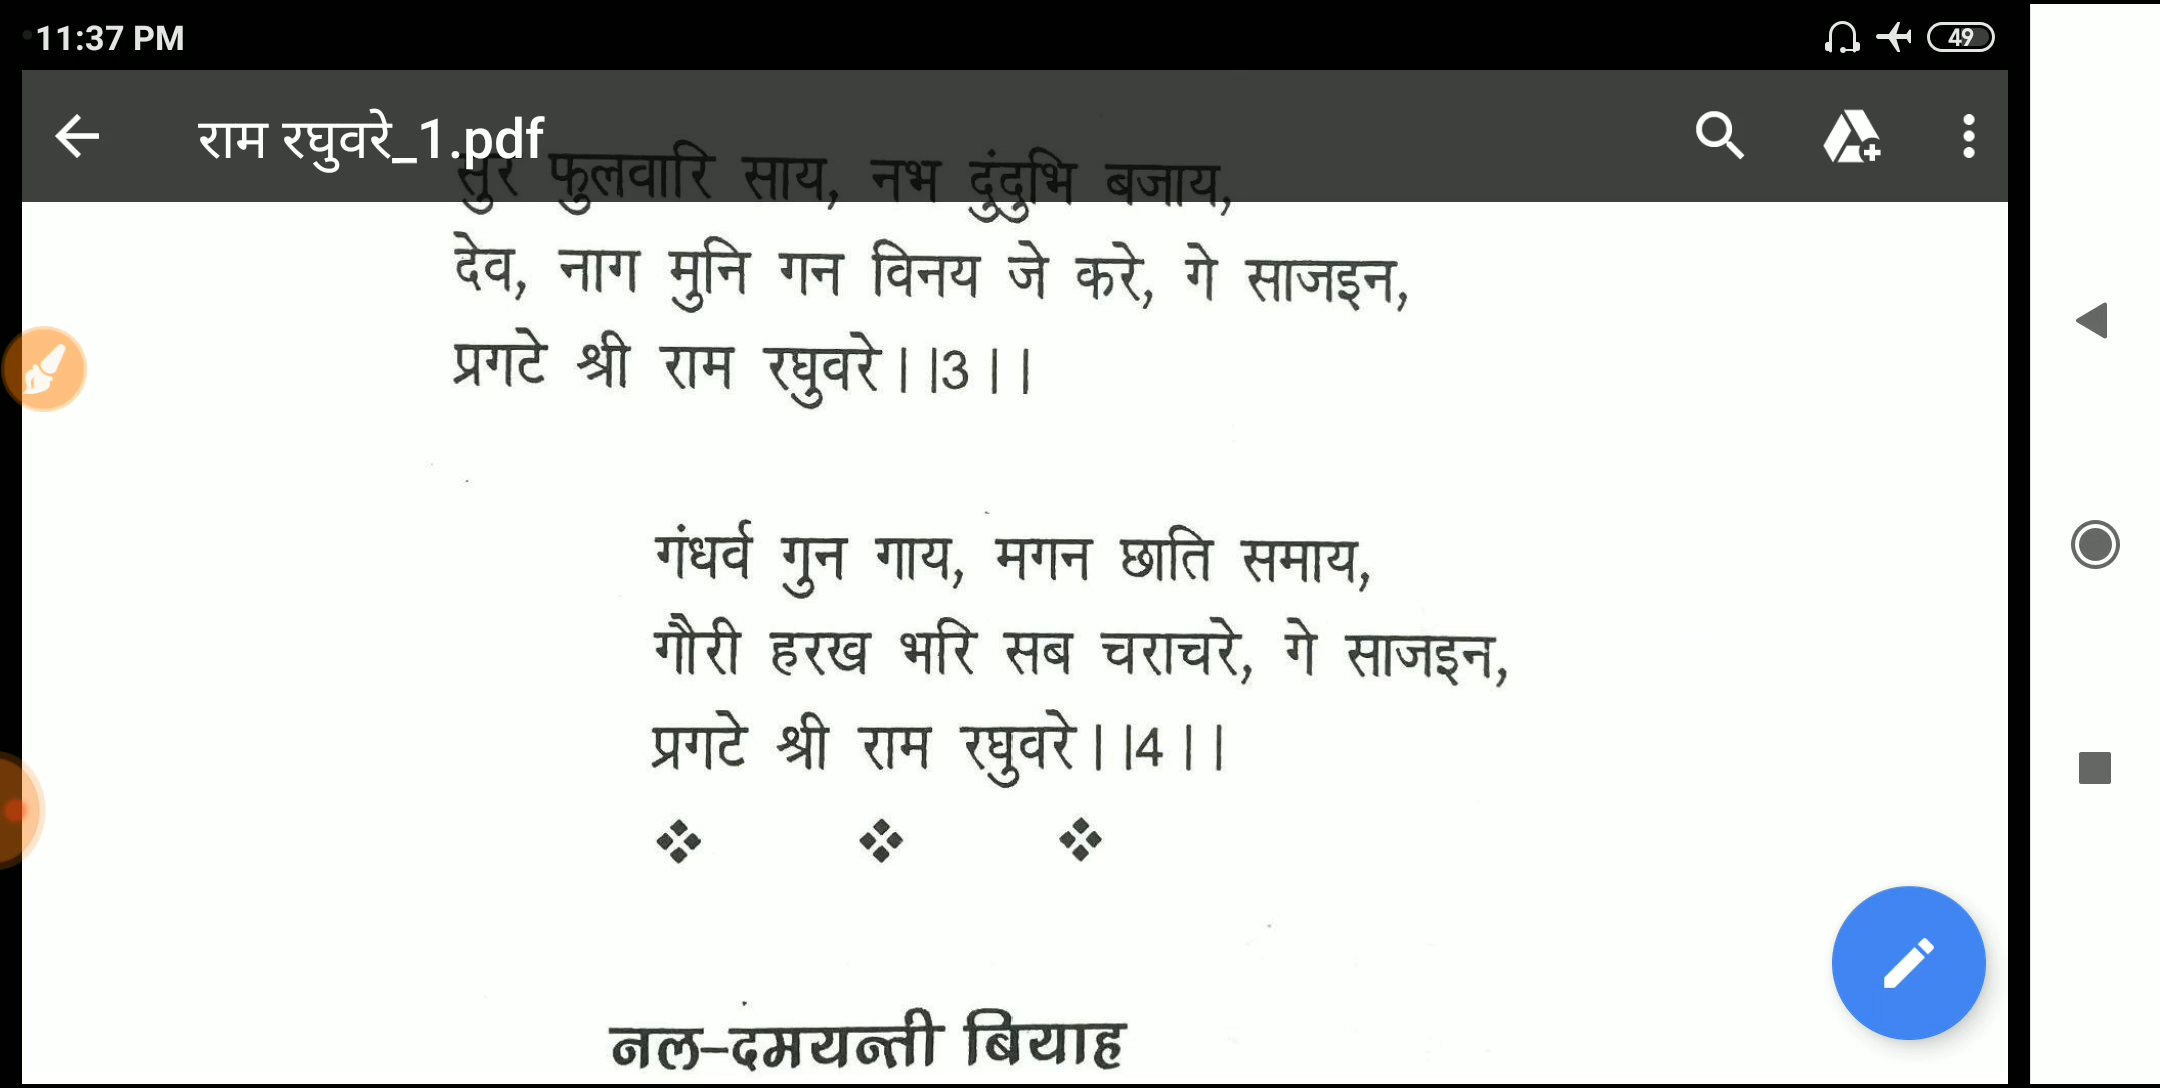 11:37 PM
49
राम रघुवरे_1.pdf
सुर फुलवारि साय, नभ दुंदुभि बजाय,
देव, नाग मुनि गन विनय जे करे, गे साजइन,
प्रगटे श्री राम रघुवरे।।3।।
गंधर्व गुन गाय, मगन छाति समाय,
गौरी हरख भरि सब चराचरे, गे साजइन,
प्रगटे श्री राम रघुवरे।।4।।
नल-दमयन्ती बियाह